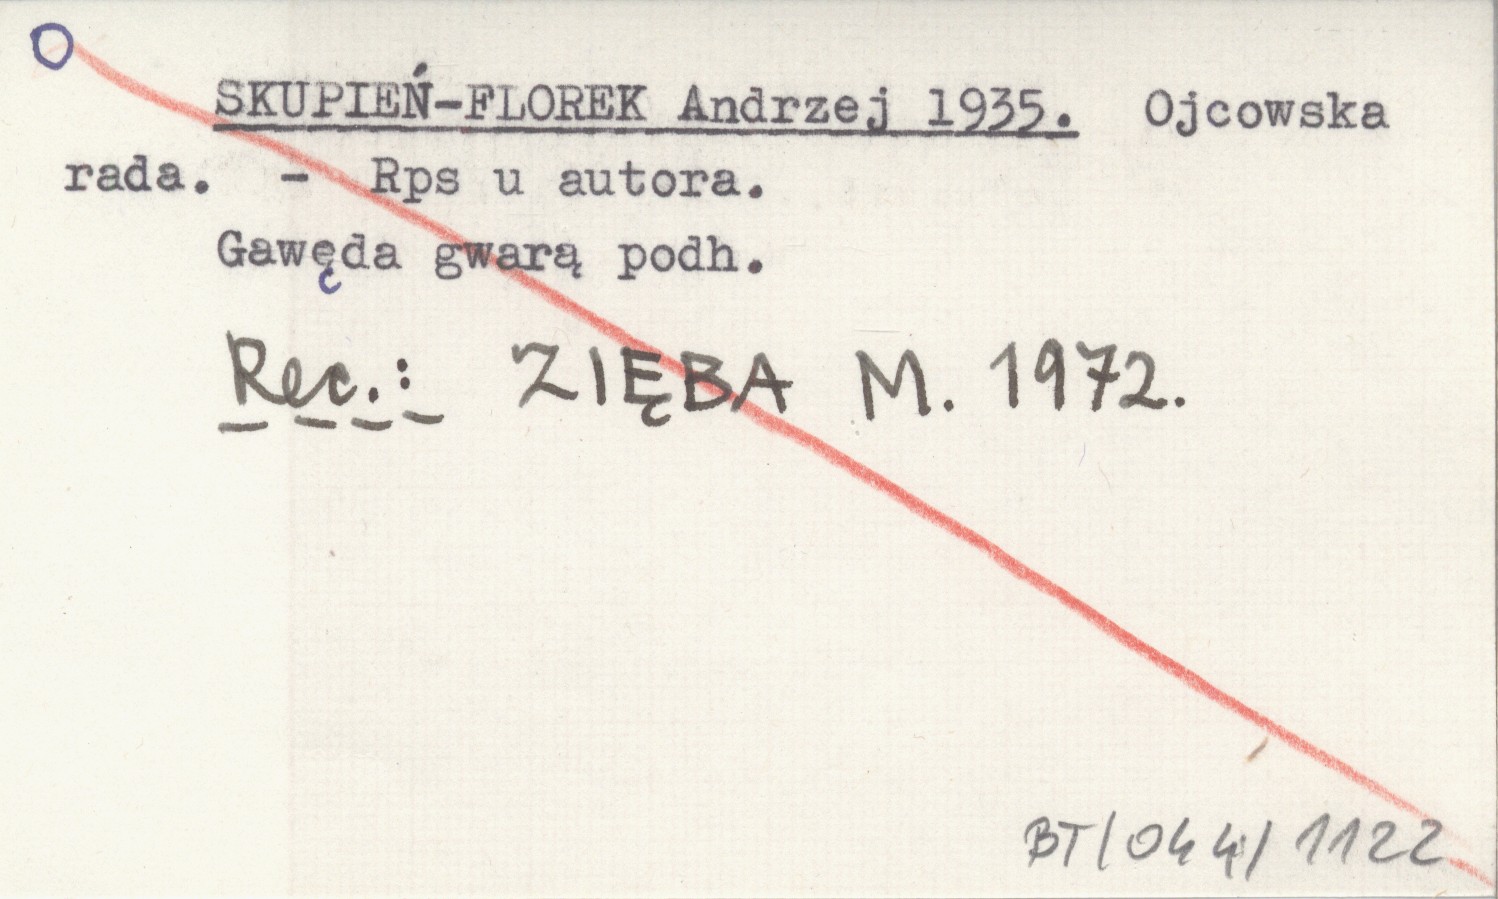 SKUPIEŃ-FLOREK Andrzej 1935. Ojcowska
rada. - Rps u autora.
Gawęda gwarą podh.
Rec.: ZIĘBA M. 1972.
BT/044/1122